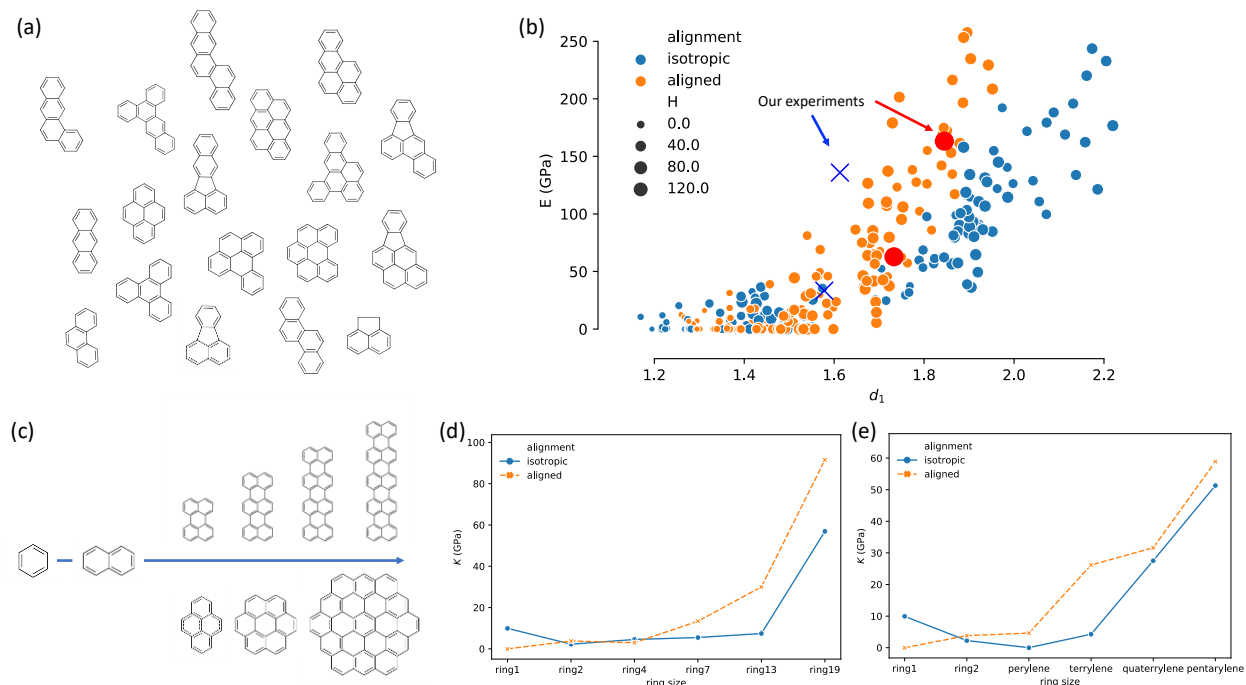 (a)
(b)
250
200
150
100
50
0
E (GPa)
alignment
isotropic
aligned
H
0.0
40.0
80.0
120.0
Our experiments
1.2 1.4 1.6 1.8 2.0 2.2
d₁
(c)
(d)
100
80
60
40
20
0
K (GPa)
alignment
isotropic
aligned
ring1 ring2 ring4 ring7 ring13 ring19
ring size
(e)
60
50
40
30
20
10
0
K (GPa)
alignment
isotropic
aligned
ring1 ring2 perylene terrylene quaterrylene pentarylene
ring size